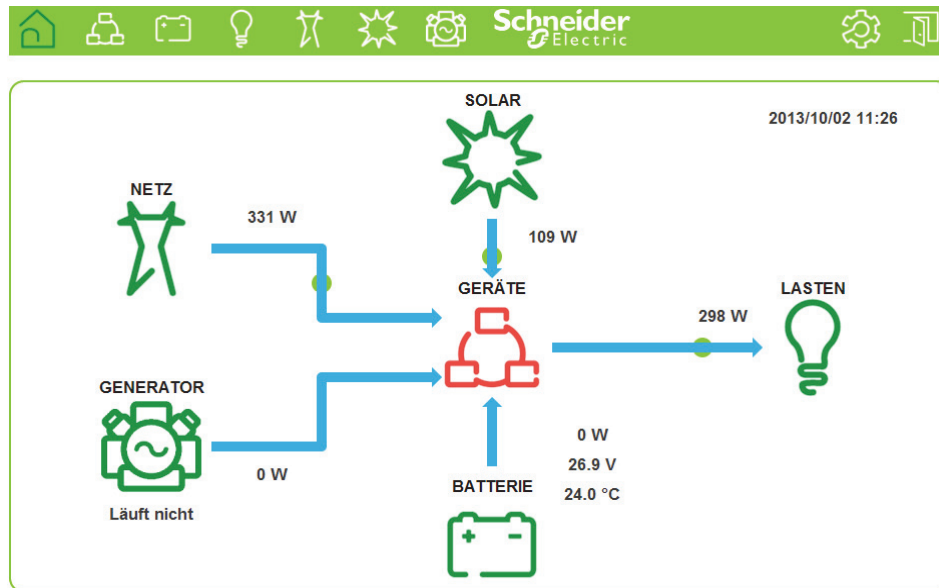 Schneider
Electric
SOLAR
2013/10/02 11:26
NETZ
331 W
109 W
GERÄTE
LASTEN
298 W
GENERATOR
0 W
Läuft nicht
0 W
26.9 V
24.0 °C
BATTERIE